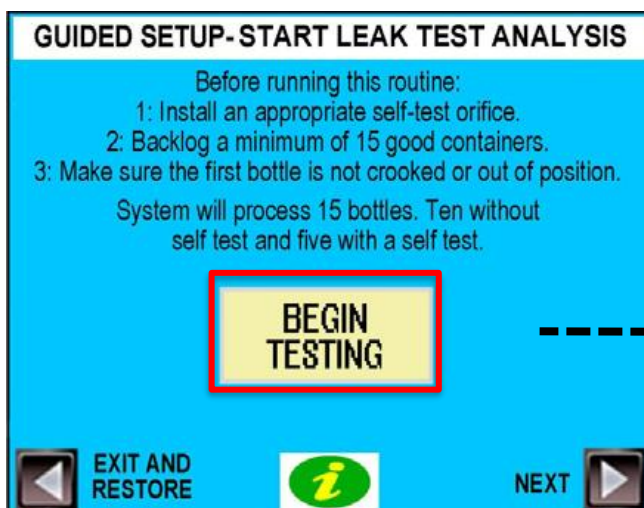 GUIDED SETUP-START LEAK TEST ANALYSIS
Before running this routine:
1: Install an appropriate self-test orifice.
2: Backlog a minimum of 15 good containers.
3: Make sure the first bottle is not crooked or out of position.
System will process 15 bottles. Ten without
self test and five with a self test.
BEGIN
TESTING
EXIT AND
RESTORE
i
NEXT